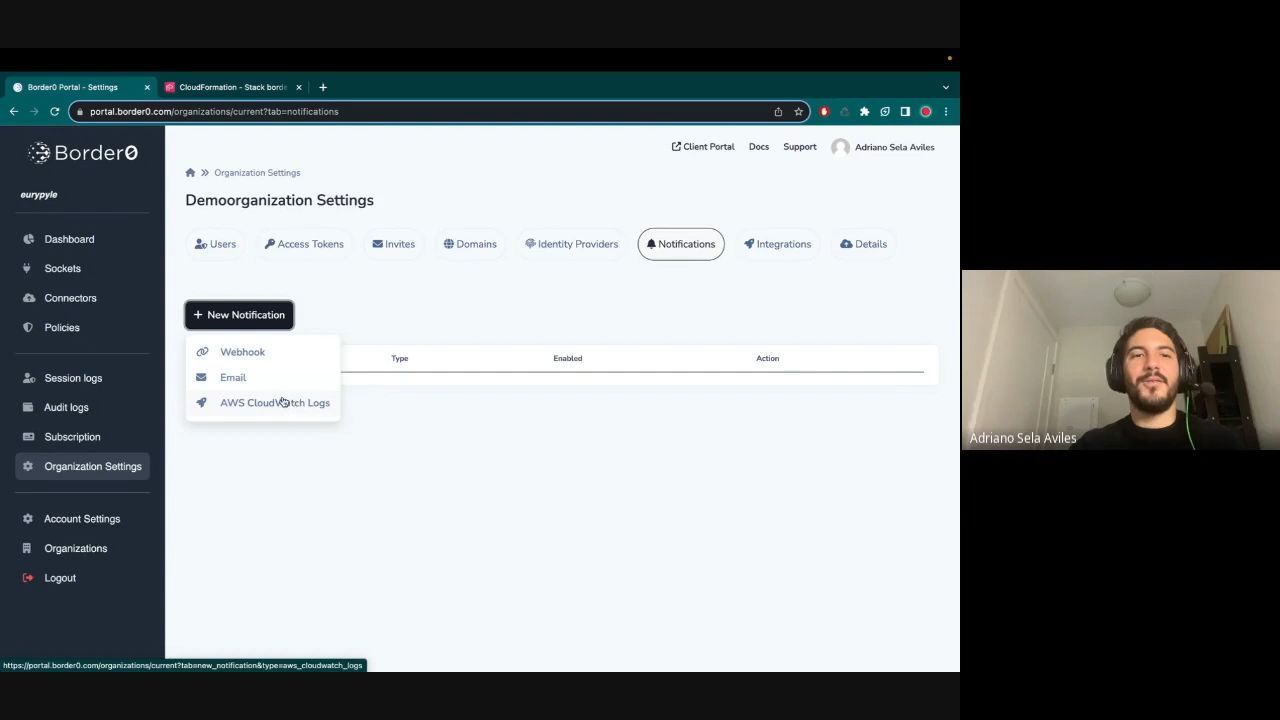 Border0 Portal - Settings
CloudFormation - Stack borde
portal.border0.com/organizations/current?tab=notifications
Border0
Client Portal
Docs
Support
Adriano Sela Aviles
eurypyle
Organization Settings
Demoorganization Settings
Dashboard
Sockets
Connectors
Policies
Session logs
Audit logs
Subscription
Organization Settings
Account Settings
Organizations
Logout
Users
Access Tokens
Invites
Domains
Identity Providers
Notifications
Integrations
Details
+ New Notification
Webhook
Email
AWS CloudWatch Logs
Type
Enabled
Action
Adriano Sela Aviles
https://portal.border0.com/organizations/current?tab=new_notification&type=aws_cloudwatch_logs